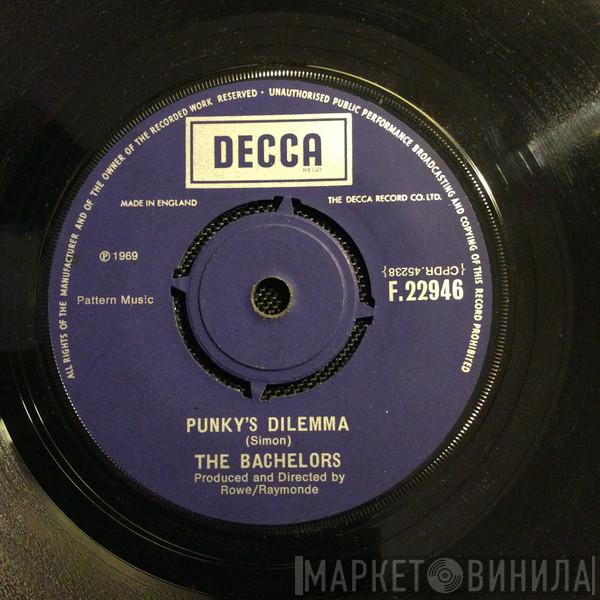 ALL RIGHTS OF THE MANUFACTURER AND OF THE OWNER OF THE RECORDED WORK RESERVED · UNAUTHORISED PUBLIC PERFORMANCE BROADCASTING AND COPYING OF THIS RECORD PROHIBITED
DECCA
REGD
MADE IN ENGLAND
THE DECCA RECORD CO. LTD.
℗ 1969
{CPDR.45238}
Pattern Music
F.22946
PUNKY'S DILEMMA
(Simon)
THE BACHELORS
Produced and Directed by
Rowe/Raymonde
МАРКЕТ ВИНИЛА